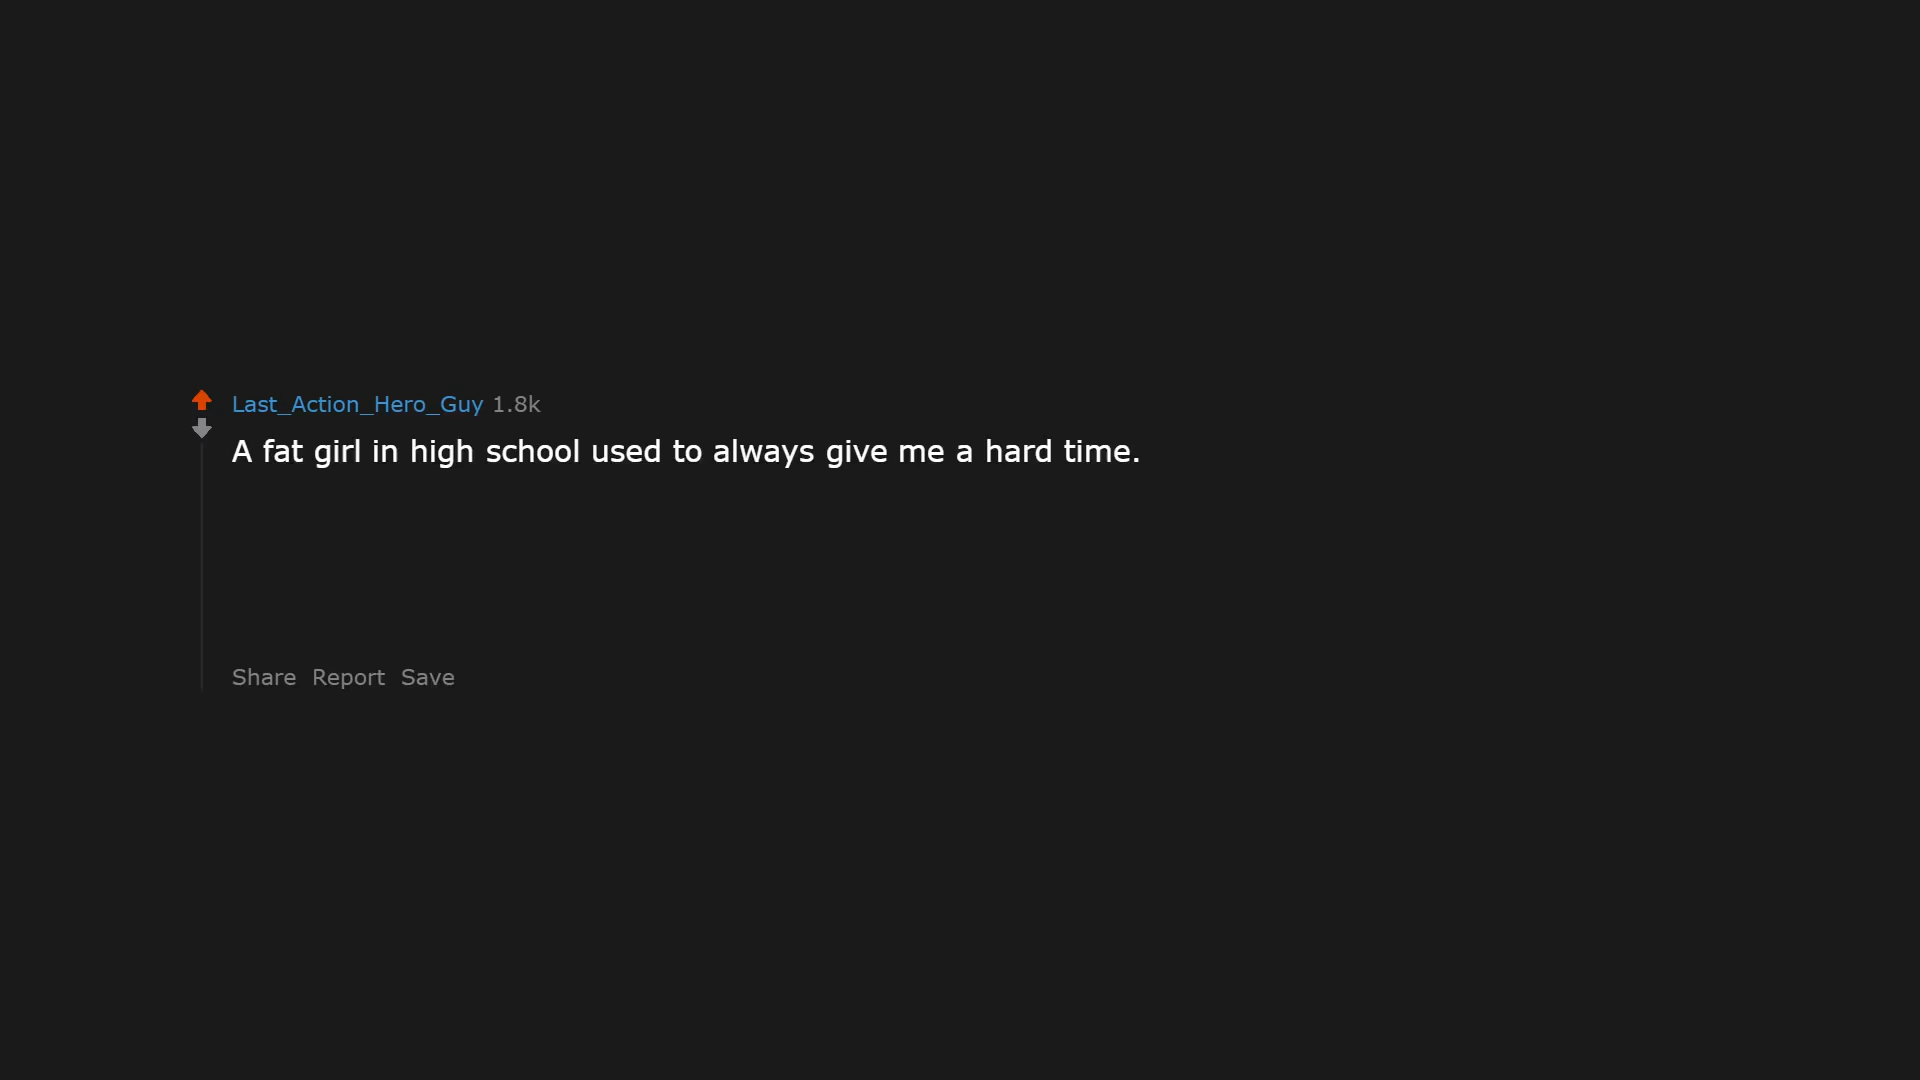 Last_Action_Hero_Guy 1.8k
A fat girl in high school used to always give me a hard time.
Share Report Save